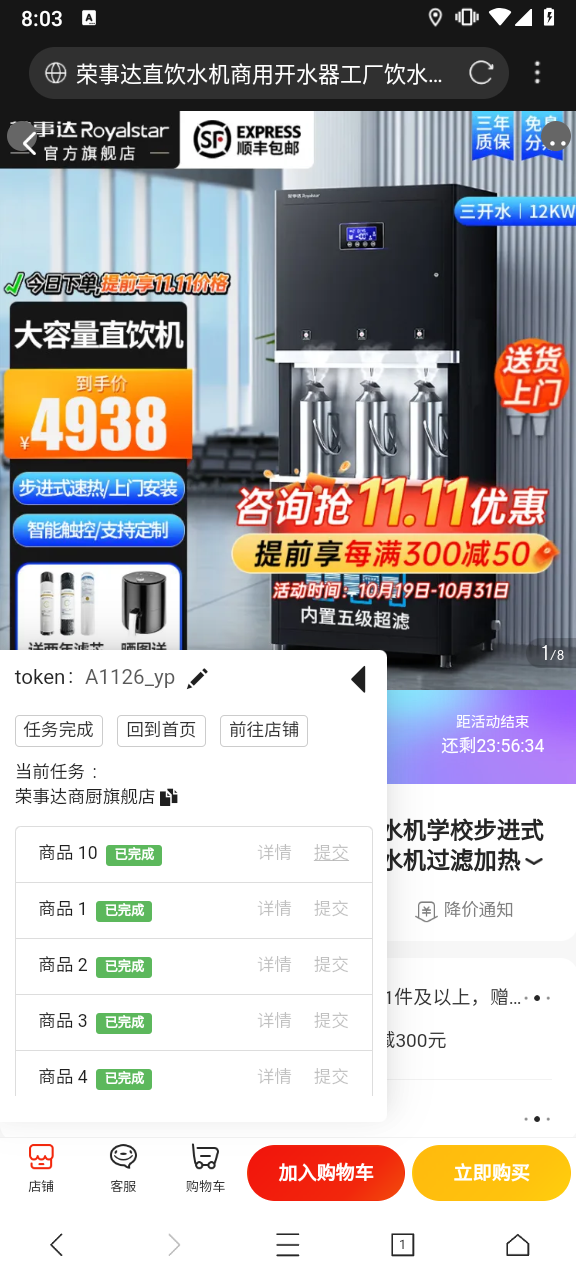 8:03
A
荣事达直饮水机商用开水器工厂饮水...
事达 Royalstar
官方旗舰店
SF EXPRESS
顺丰包邮
三年
质保
免息
三开水 | 12KW
今日下单,提前享11.11价格
大容量直饮机
到手价
¥4938
步进式速热/上门安装
智能触控/支持定制
送货
上门
咨询抢11.11优惠
提前享每满300减50
活动时间：10月19日-10月31日
内置五级超滤
1/8
token： A1126_yp
任务完成
回到首页
前往店铺
当前任务 ：
荣事达商厨旗舰店
距活动结束
还剩23:56:34
水机学校步进式
水机过滤加热
降价通知
1件及以上，赠...
减300元
商品 10 已完成 详情 提交
商品 1 已完成 详情 提交
商品 2 已完成 详情 提交
商品 3 已完成 详情 提交
商品 4 已完成 详情 提交
店铺
客服
购物车
加入购物车
立即购买
1